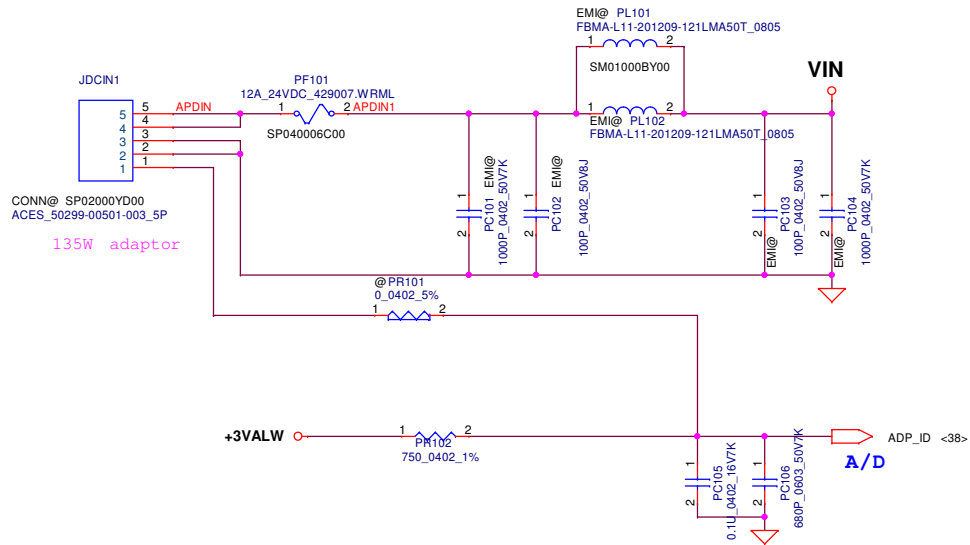 EMI@ PL101
FBMA-L11-201209-121LMA50T_0805
1 2
SM01000BY00
VIN
JDCIN1
PF101
12A_24VDC_429007.WRML
5 5 APDIN 1 2 APDIN1
4 4
3 3
2 2
1 1
SP040006C00
1 2
EMI@ PL102
FBMA-L11-201209-121LMA50T_0805
CONN@ SP02000YD00
ACES_50299-00501-003_5P
135W adaptor
1 2
PC101 EMI@
1000P_0402_50V7K
1 2
PC102 EMI@
100P_0402_50V8J
1 2
EMI@ PC103
100P_0402_50V8J
1 2
EMI@ PC104
1000P_0402_50V7K
@PR101
0_0402_5%
1 2
+3VALW
1 2
PR102
750_0402_1%
ADP_ID <38>
A/D
1 2
PC105
0.1U_0402_16V7K
1 2
PC106
680P_0603_50V7K